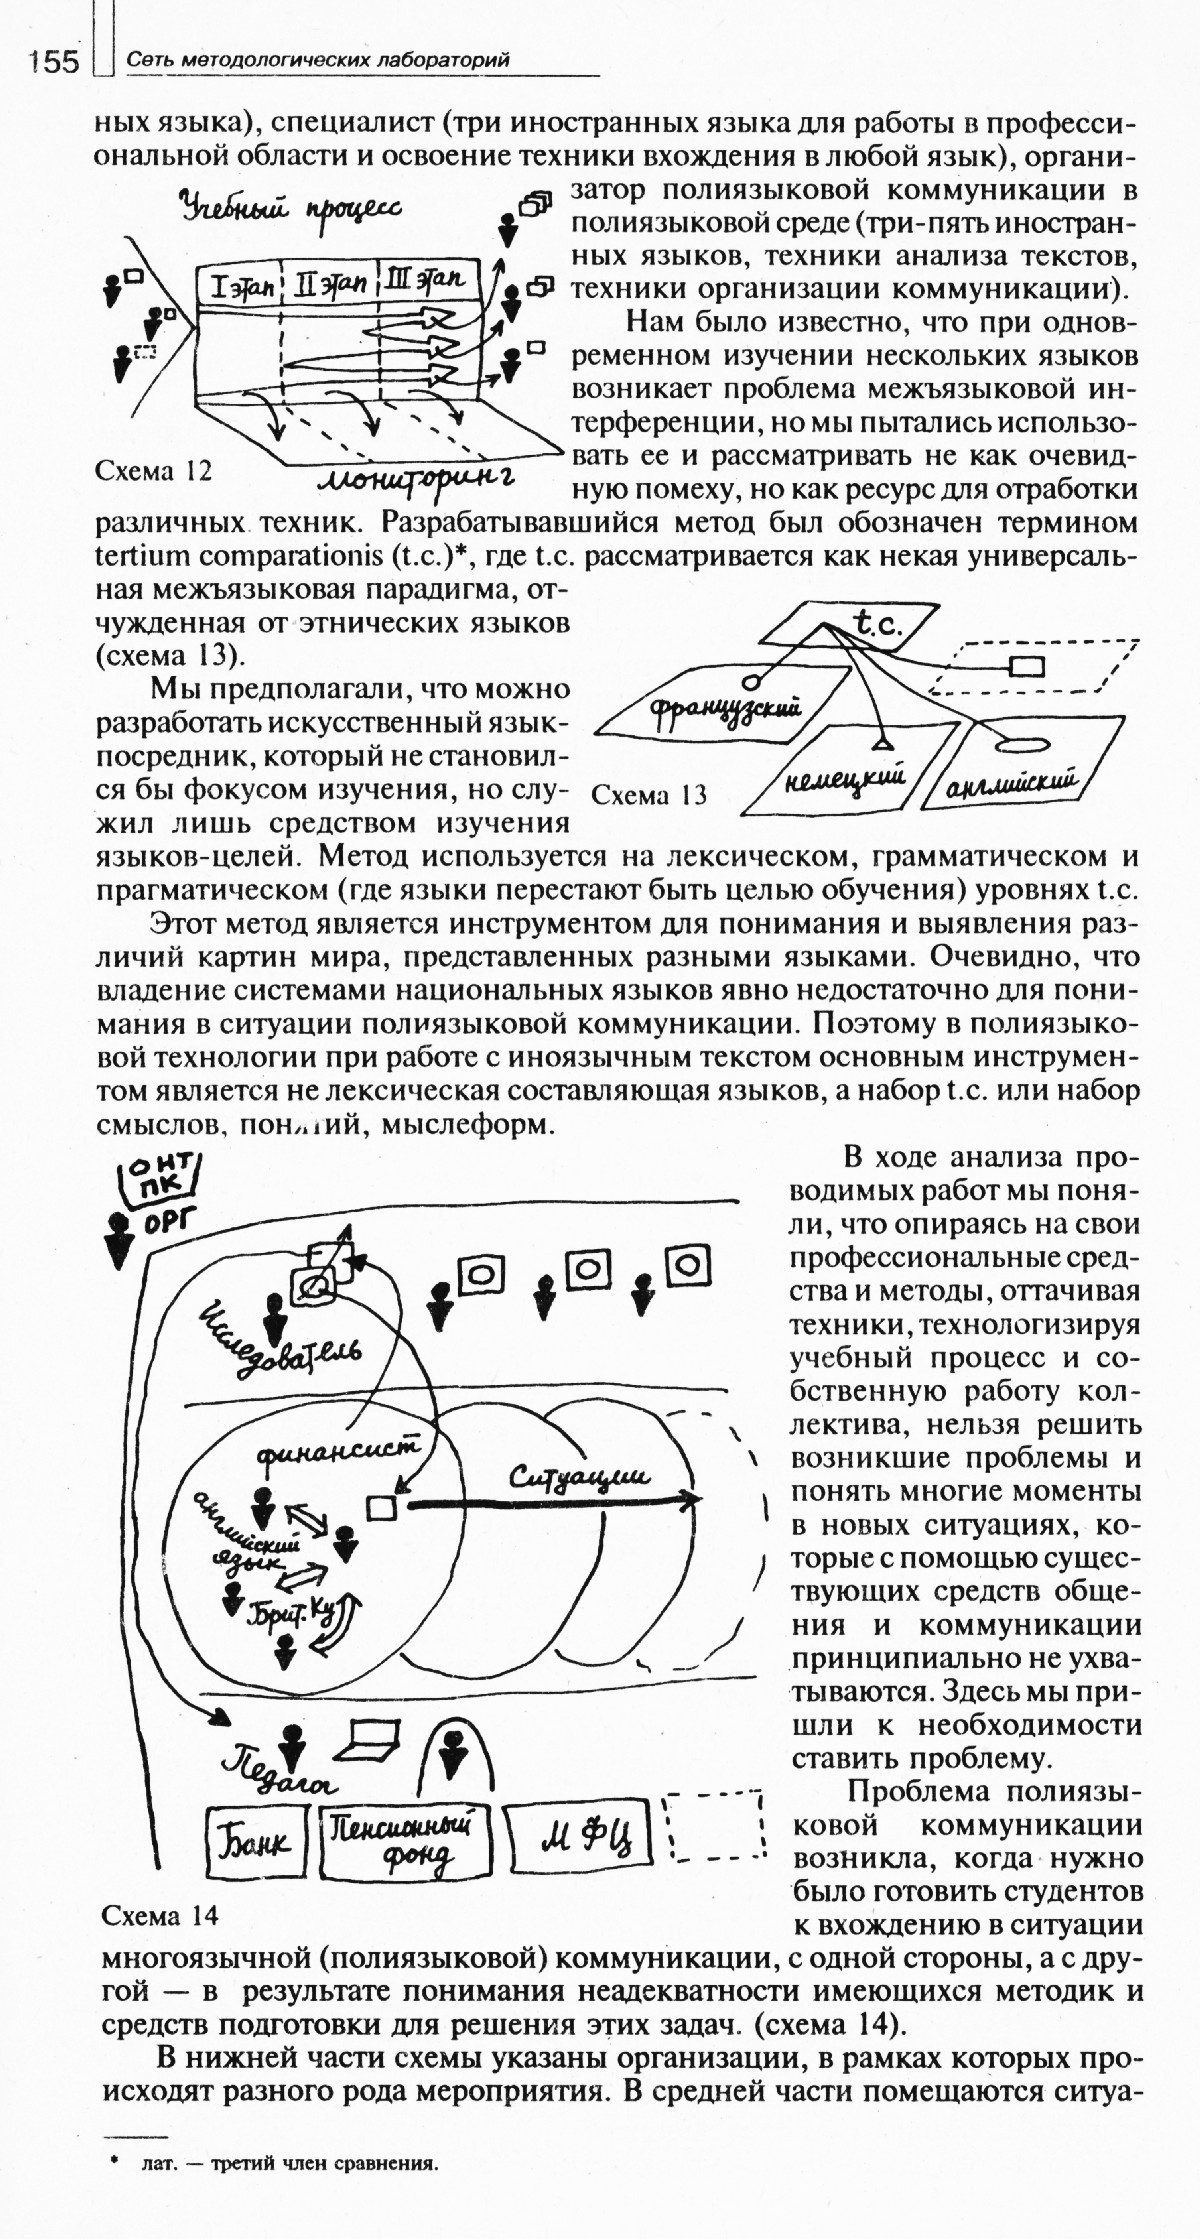 155
Сеть методологических лабораторий
ных языка), специалист (три иностранных языка для работы в професси-
ональной области и освоение техники вхождения в любой язык), органи-
затор полиязыковой коммуникации в
полиязыковой среде (три-пять иностран-
ных языков, техники анализа текстов,
техники организации коммуникации).
Нам было известно, что при однов-
ременном изучении нескольких языков
возникает проблема межъязыковой ин-
терференции, но мы пытались использо-
вать ее и рассматривать не как очевид-
ную помеху, но как ресурс для отработки
Учебный процесс
I этап
II этап
III этап
Мониторинг
Схема 12
различных техник. Разрабатывавшийся метод был обозначен термином
tertium comparationis (t.c.)*, где t.c. рассматривается как некая универсаль-
ная межъязыковая парадигма, от-
чужденная от этнических языков
(схема 13).
Мы предполагали, что можно
разработать искусственный язык-
посредник, который не становил-
ся бы фокусом изучения, но слу-
жил лишь средством изучения
t.c.
французский
немецкий
английский
Схема 13
языков-целей. Метод используется на лексическом, грамматическом и
прагматическом (где языки перестают быть целью обучения) уровнях t.c.
Этот метод является инструментом для понимания и выявления раз-
личий картин мира, представленных разными языками. Очевидно, что
владение системами национальных языков явно недостаточно для пони-
мания в ситуации полиязыковой коммуникации. Поэтому в полиязыко-
вой технологии при работе с иноязычным текстом основным инструмен-
том является не лексическая составляющая языков, а набор t.c. или набор
смыслов, понятий, мыслеформ.
ОНТ
ПК
ОРГ
Исследователь
финансист
английский
язык
Брит. Ку
Ситуации
Педагог
Банк
Пенсионный
фонд
МФЦ
Схема 14
В ходе анализа про-
водимых работ мы поня-
ли, что опираясь на свои
профессиональные сред-
ства и методы, оттачивая
техники, технологизируя
учебный процесс и со-
бственную работу кол-
лектива, нельзя решить
возникшие проблемы и
понять многие моменты
в новых ситуациях, ко-
торые с помощью сущес-
твующих средств обще-
ния и коммуникации
принципиально не ухва-
тываются. Здесь мы при-
шли к необходимости
ставить проблему.
Проблема полиязы-
ковой коммуникации
возникла, когда нужно
было готовить студентов
к вхождению в ситуации
многоязычной (полиязыковой) коммуникации, с одной стороны, а с дру-
гой — в результате понимания неадекватности имеющихся методик и
средств подготовки для решения этих задач. (схема 14).
В нижней части схемы указаны организации, в рамках которых про-
исходят разного рода мероприятия. В средней части помещаются ситуа-
* лат. — третий член сравнения.